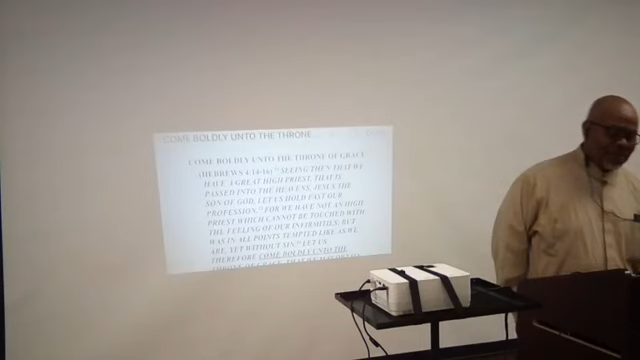 COME BOLDLY UNTO THE THRONE
COME BOLDLY UNTO THE THRONE OF GRACE
(HEBREWS 4:14-16) " SEEING THEN THAT WE
HAVE A GREAT HIGH PRIEST, THAT IS
PASSED INTO THE HEAVENS, JESUS THE
SON OF GOD, LET US HOLD FAST OUR
PROFESSION." FOR WE HAVE NOT AN HIGH
PRIEST WHICH CANNOT BE TOUCHED WITH
THE FEELING OF OUR INFIRMITIES; BUT
WAS IN ALL POINTS TEMPTED LIKE AS WE
ARE, YET WITHOUT SIN." LET US
THEREFORE COME BOLDLY UNTO THE